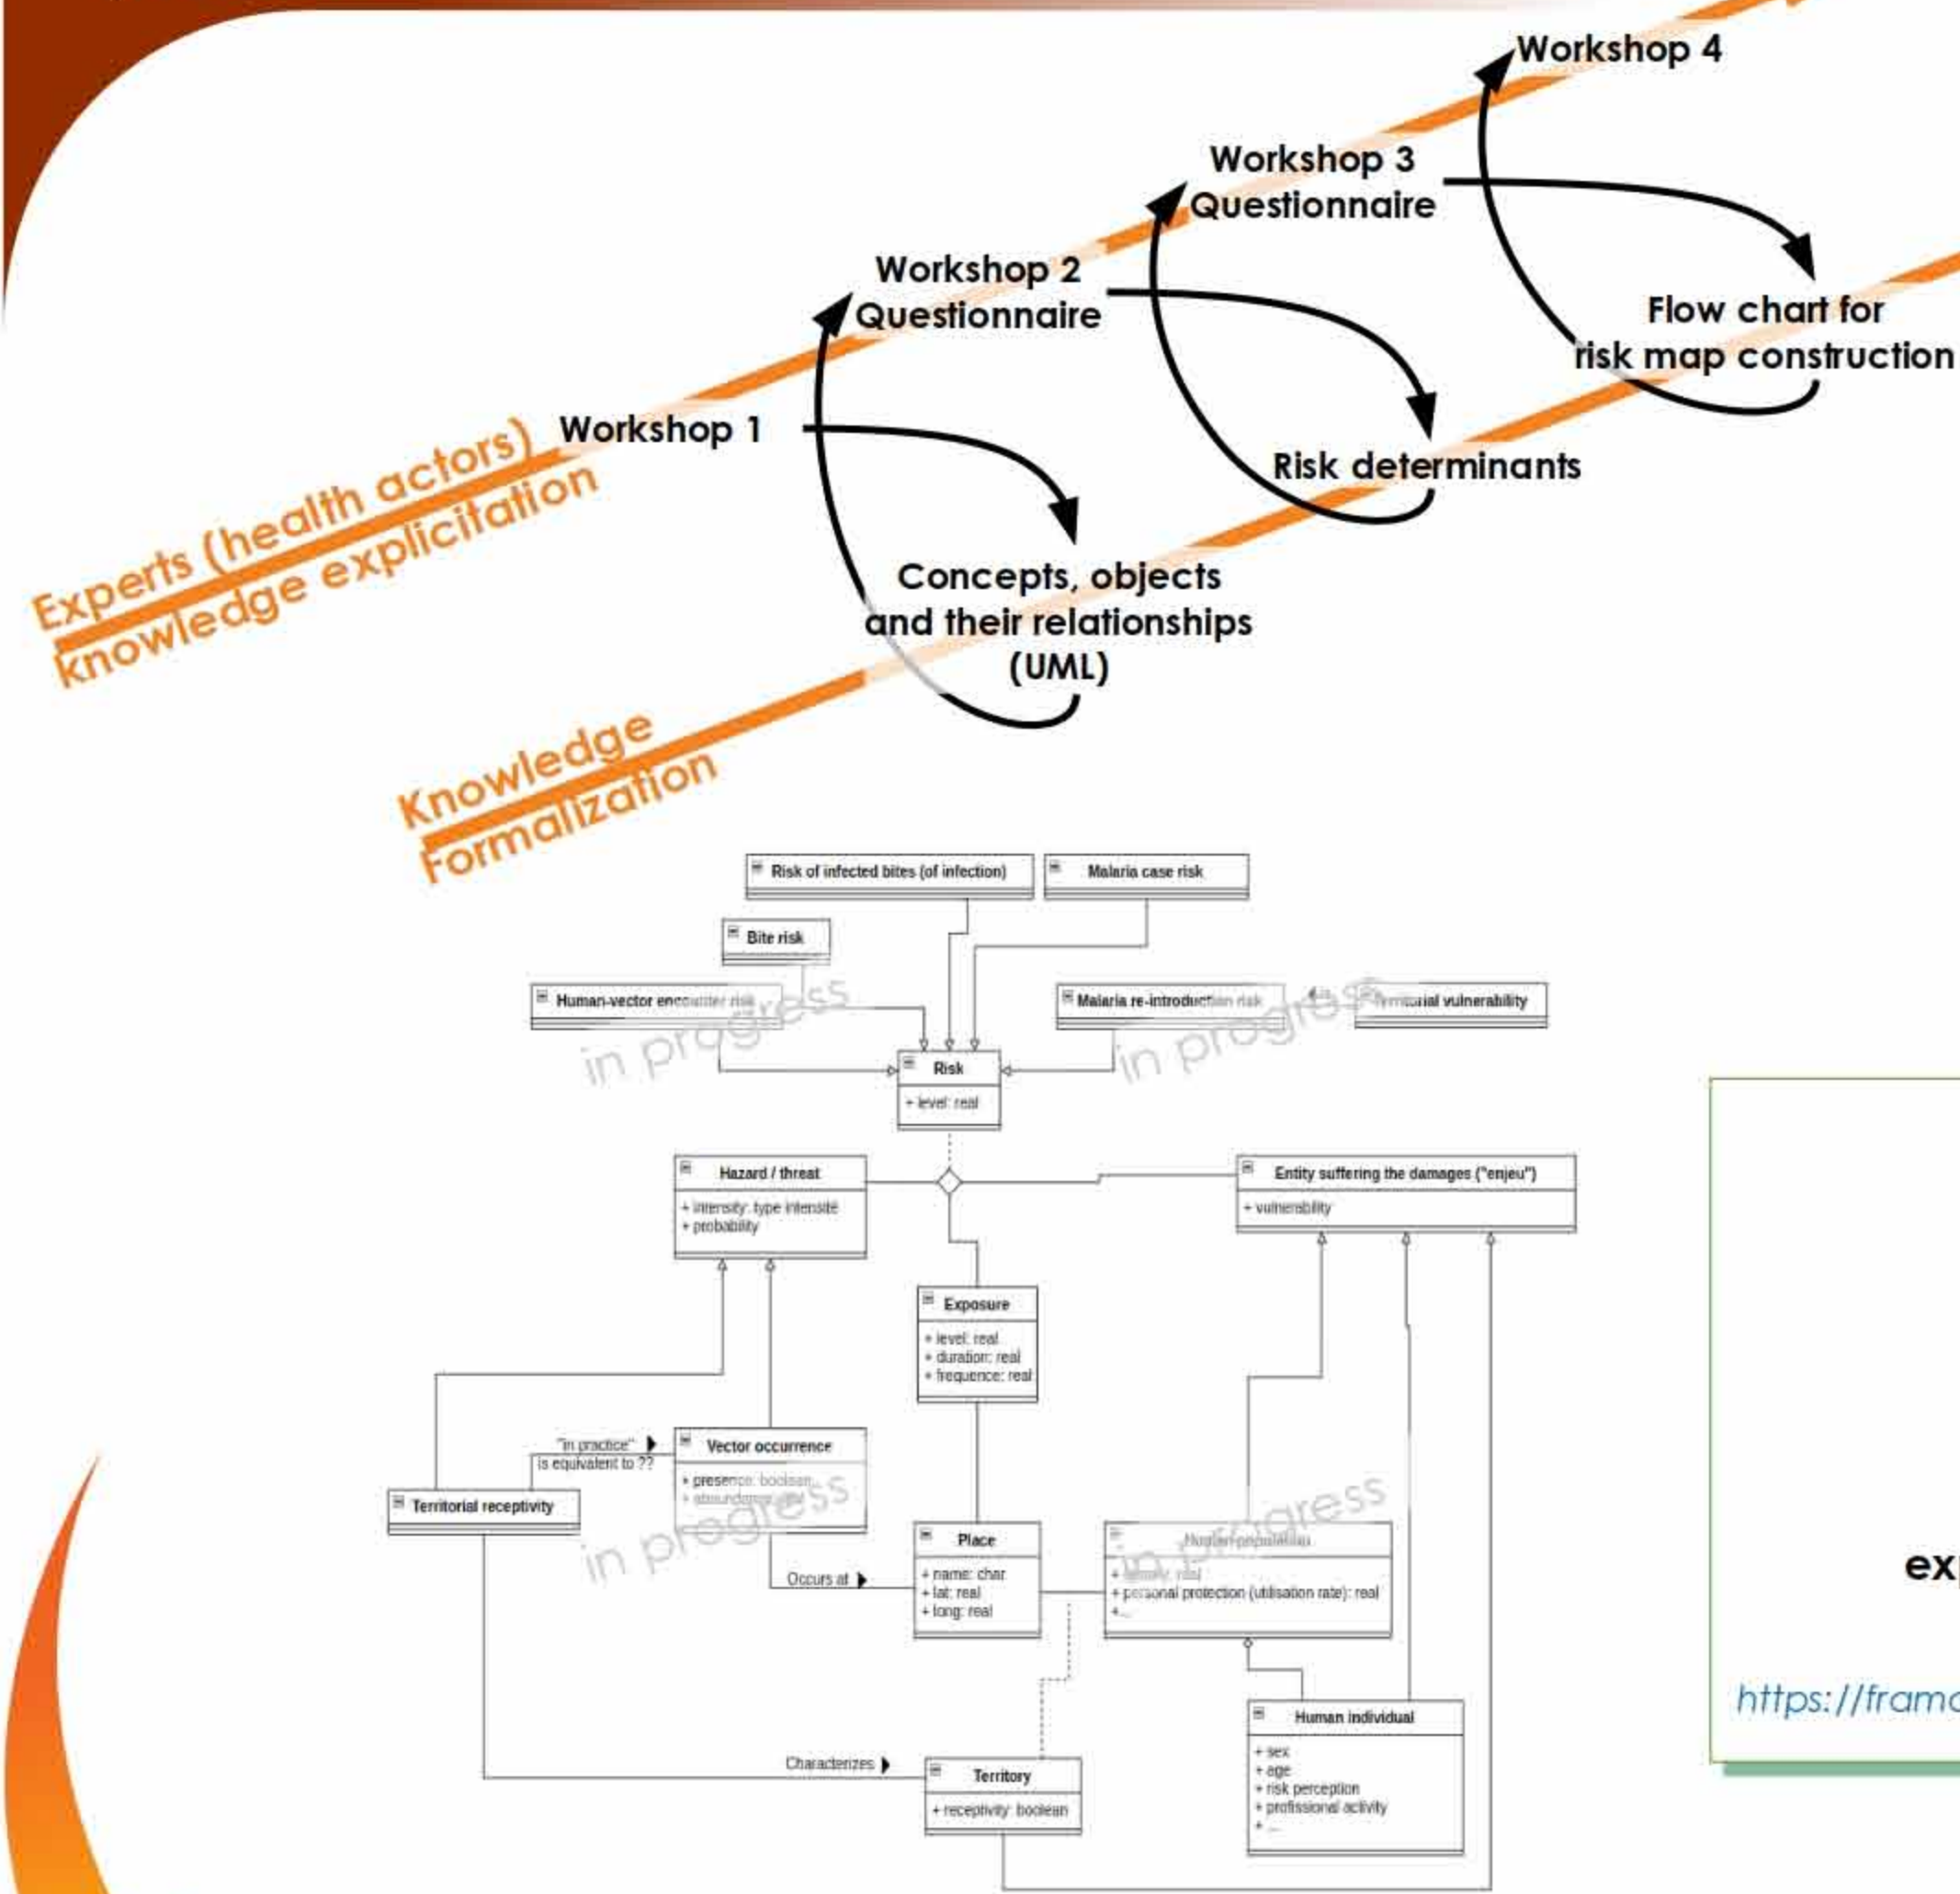 Workshop 4
Workshop 3
Questionnaire
Workshop 2
Questionnaire
Flow chart for
risk map construction
Workshop 1
Risk determinants
Experts (health actors)
knowledge explicitation
Concepts, objects
and their relationships
(UML)
Knowledge
Formalization
Risk of infected bites (of infection)
Malaria case risk
Bite risk
Human-vector encounter risk
Malaria re-introduction risk
Territorial vulnerability
in progress
in progress
Risk
+ level: real
Hazard / threat
+ intensity: type intensité
+ probability
Entity suffering the damages ("enjeu")
+ vulnerability
Exposure
+ level: real
+ duration: real
+ frequence: real
"in practice"
is equivalent to ??
Vector occurrence
+ presence: boolean
in progress
Territorial receptivity
Occurs at
Place
+ name: char
+ lat: real
+ long: real
Human population
in progress
+ real
+ personal protection (utilisation rate): real
+...
Human individual
+ sex
+ age
+ risk perception
+ profissional activity
+ ...
Characterizes
Territory
+ receptivity: boolean
ex
https://fram